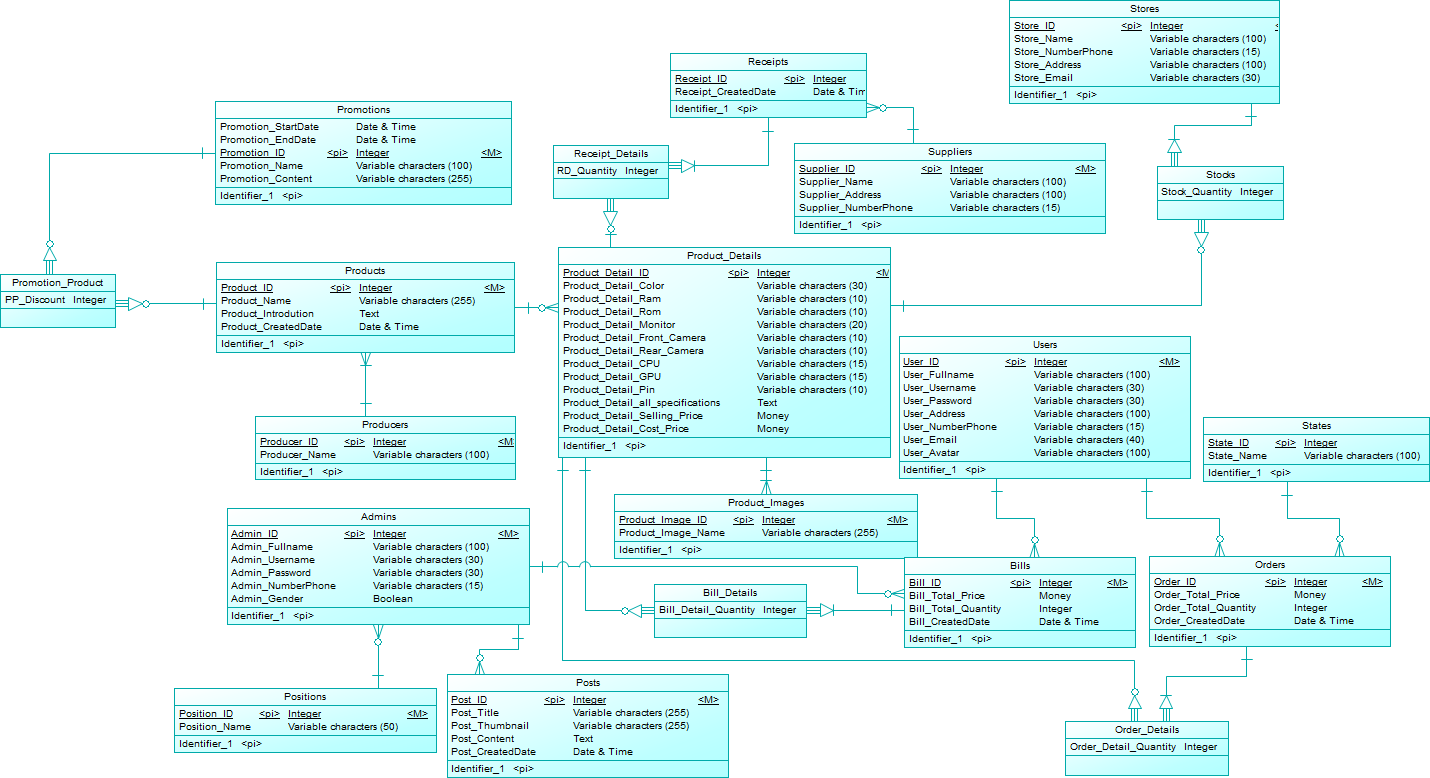 Stores
Store_ID <pi> Integer
Store_Name Variable characters (100)
Store_NumberPhone Variable characters (15)
Store_Address Variable characters (100)
Store_Email Variable characters (30)
Identifier_1 <pi>
Receipts
Receipt_ID <pi> Integer
Receipt_CreatedDate Date & Tim
Identifier_1 <pi>
Promotions
Promotion_StartDate Date & Time
Promotion_EndDate Date & Time
Promotion_ID <pi> Integer <M>
Promotion_Name Variable characters (100)
Promotion_Content Variable characters (255)
Identifier_1 <pi>
Receipt_Details
RD_Quantity Integer
Suppliers
Supplier_ID <pi> Integer <M>
Supplier_Name Variable characters (100)
Supplier_Address Variable characters (100)
Supplier_NumberPhone Variable characters (15)
Identifier_1 <pi>
Stocks
Stock_Quantity Integer
Promotion_Product
PP_Discount Integer
Products
Product_ID <pi> Integer <M>
Product_Name Variable characters (255)
Product_Introdution Text
Product_CreatedDate Date & Time
Identifier_1 <pi>
Product_Details
Product_Detail_ID <pi> Integer <M
Product_Detail_Color Variable characters (30)
Product_Detail_Ram Variable characters (10)
Product_Detail_Rom Variable characters (10)
Product_Detail_Monitor Variable characters (20)
Product_Detail_Front_Camera Variable characters (10)
Product_Detail_Rear_Camera Variable characters (10)
Product_Detail_CPU Variable characters (15)
Product_Detail_GPU Variable characters (15)
Product_Detail_Pin Variable characters (10)
Product_Detail_all_specifications Text
Product_Detail_Selling_Price Money
Product_Detail_Cost_Price Money
Identifier_1 <pi>
Users
User_ID <pi> Integer <M>
User_Fullname Variable characters (100)
User_Username Variable characters (30)
User_Password Variable characters (30)
User_Address Variable characters (100)
User_NumberPhone Variable characters (15)
User_Email Variable characters (40)
User_Avatar Variable characters (100)
Identifier_1 <pi>
Producers
Producer_ID <pi> Integer <M
Producer_Name Variable characters (100)
Identifier_1 <pi>
States
State_ID <pi> Integer
State_Name Variable characters (100)
Identifier_1 <pi>
Product_Images
Product_Image_ID <pi> Integer <M>
Product_Image_Name Variable characters (255)
Identifier_1 <pi>
Admins
Admin_ID <pi> Integer <M>
Admin_Fullname Variable characters (100)
Admin_Username Variable characters (30)
Admin_Password Variable characters (30)
Admin_NumberPhone Variable characters (15)
Admin_Gender Boolean
Identifier_1 <pi>
Bill_Details
Bill_Detail_Quantity Integer
Bills
Bill_ID <pi> Integer <M>
Bill_Total_Price Money
Bill_Total_Quantity Integer
Bill_CreatedDate Date & Time
Identifier_1 <pi>
Orders
Order_ID <pi> Integer <M>
Order_Total_Price Money
Order_Total_Quantity Integer
Order_CreatedDate Date & Time
Identifier_1 <pi>
Positions
Position_ID <pi> Integer <M>
Position_Name Variable characters (50)
Identifier_1 <pi>
Posts
Post_ID <pi> Integer <M>
Post_Title Variable characters (255)
Post_Thumbnail Variable characters (255)
Post_Content Text
Post_CreatedDate Date & Time
Identifier_1 <pi>
Order_Details
Order_Detail_Quantity Integer